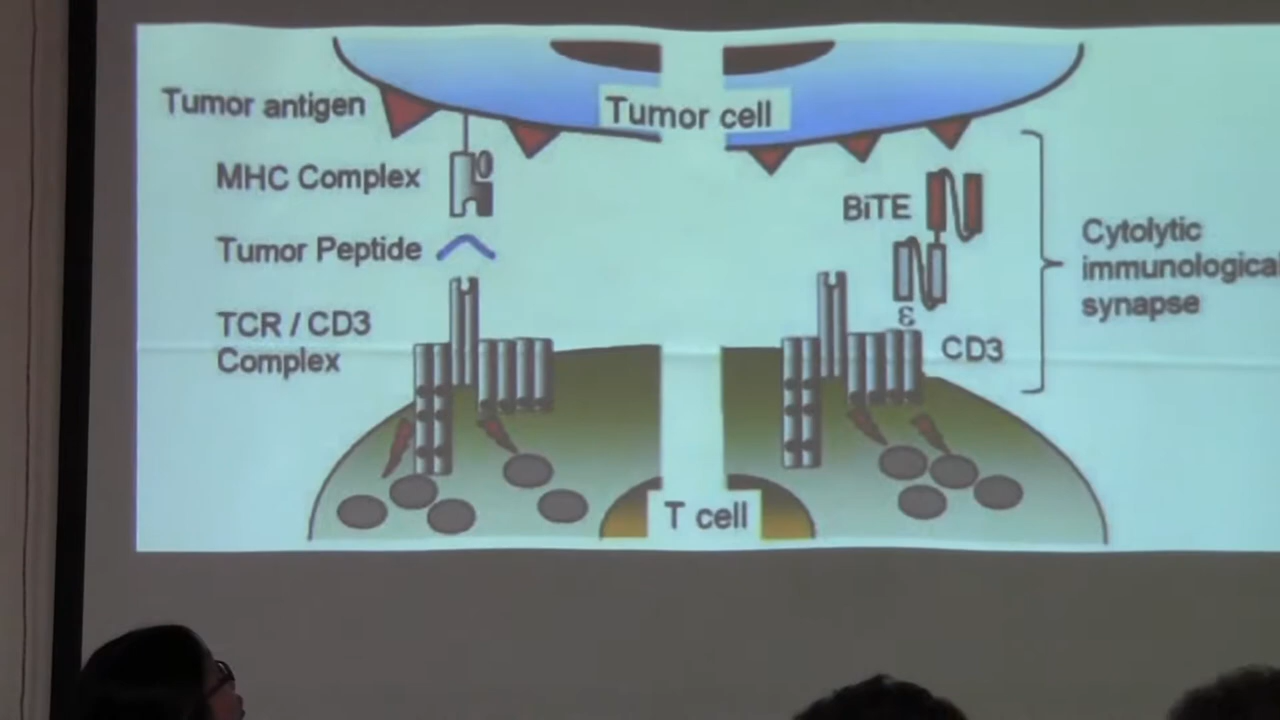 Tumor antigen
Tumor cell
MHC Complex
Tumor Peptide
TCR / CD3
Complex
BiTE
ε
CD3
Cytolytic
immunological
synapse
T cell